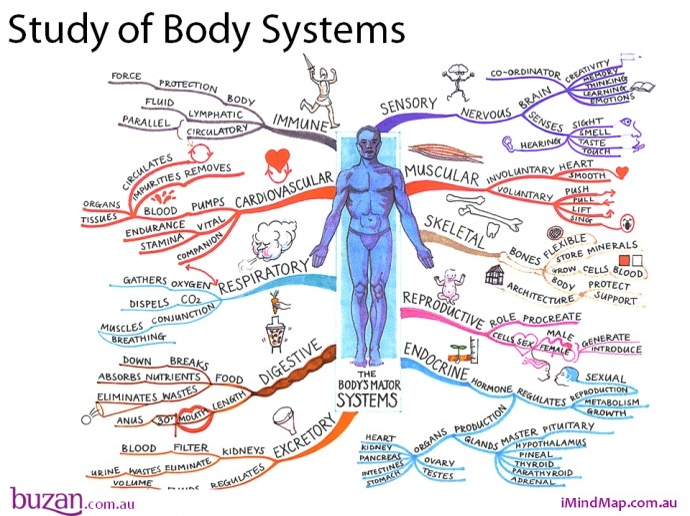 Study of Body Systems
THE
BODY'S MAJOR
SYSTEMS
IMMUNE
FORCE
PROTECTION
BODY
FLUID
LYMPHATIC
PARALLEL
CIRCULATORY
CARDIOVASCULAR
CIRCULATES
IMPURITIES REMOVES
ORGANS
TISSUES
BLOOD PUMPS
ENDURANCE VITAL
STAMINA
COMPANION
RESPIRATORY
GATHERS OXYGEN
DISPELS CO2
MUSCLES CONJUNCTION
BREATHING
DIGESTIVE
DOWN BREAKS
ABSORBS NUTRIENTS FOOD
ELIMINATES WASTES
ANUS 30' MOUTH LENGTH
EXCRETORY
BLOOD FILTER KIDNEYS
URINE WASTES ELIMINATE
VOLUME FLUIDS REGULATES
SENSORY
NERVOUS
BRAIN
CO-ORDINATOR
CREATIVITY
MEMORY
THINKING
LEARNING
EMOTIONS
SENSES
SIGHT
SMELL
TASTE
TOUCH
HEARING
MUSCULAR
INVOLUNTARY
HEART
SMOOTH
VOLUNTARY
PUSH
PULL
LIFT
SING
SKELETAL
BONES
FLEXIBLE
STORE MINERALS
GROW CELLS BLOOD
ARCHITECTURE
BODY
PROTECT
SUPPORT
REPRODUCTIVE
ROLE PROCREATE
CELLS SEX
MALE
FEMALE
GENERATE
INTRODUCE
ENDOCRINE
HORMONE REGULATES
SEXUAL
REPRODUCTION
METABOLISM
GROWTH
PRODUCTION
ORGANS
HEART
KIDNEY
PANCREAS
INTESTINES
STOMACH
OVARY
TESTES
GLANDS
MASTER PITUITARY
HYPOTHALAMUS
PINEAL
THYROID
PARATHYROID
ADRENAL
buzan.com.au
iMindMap.com.au